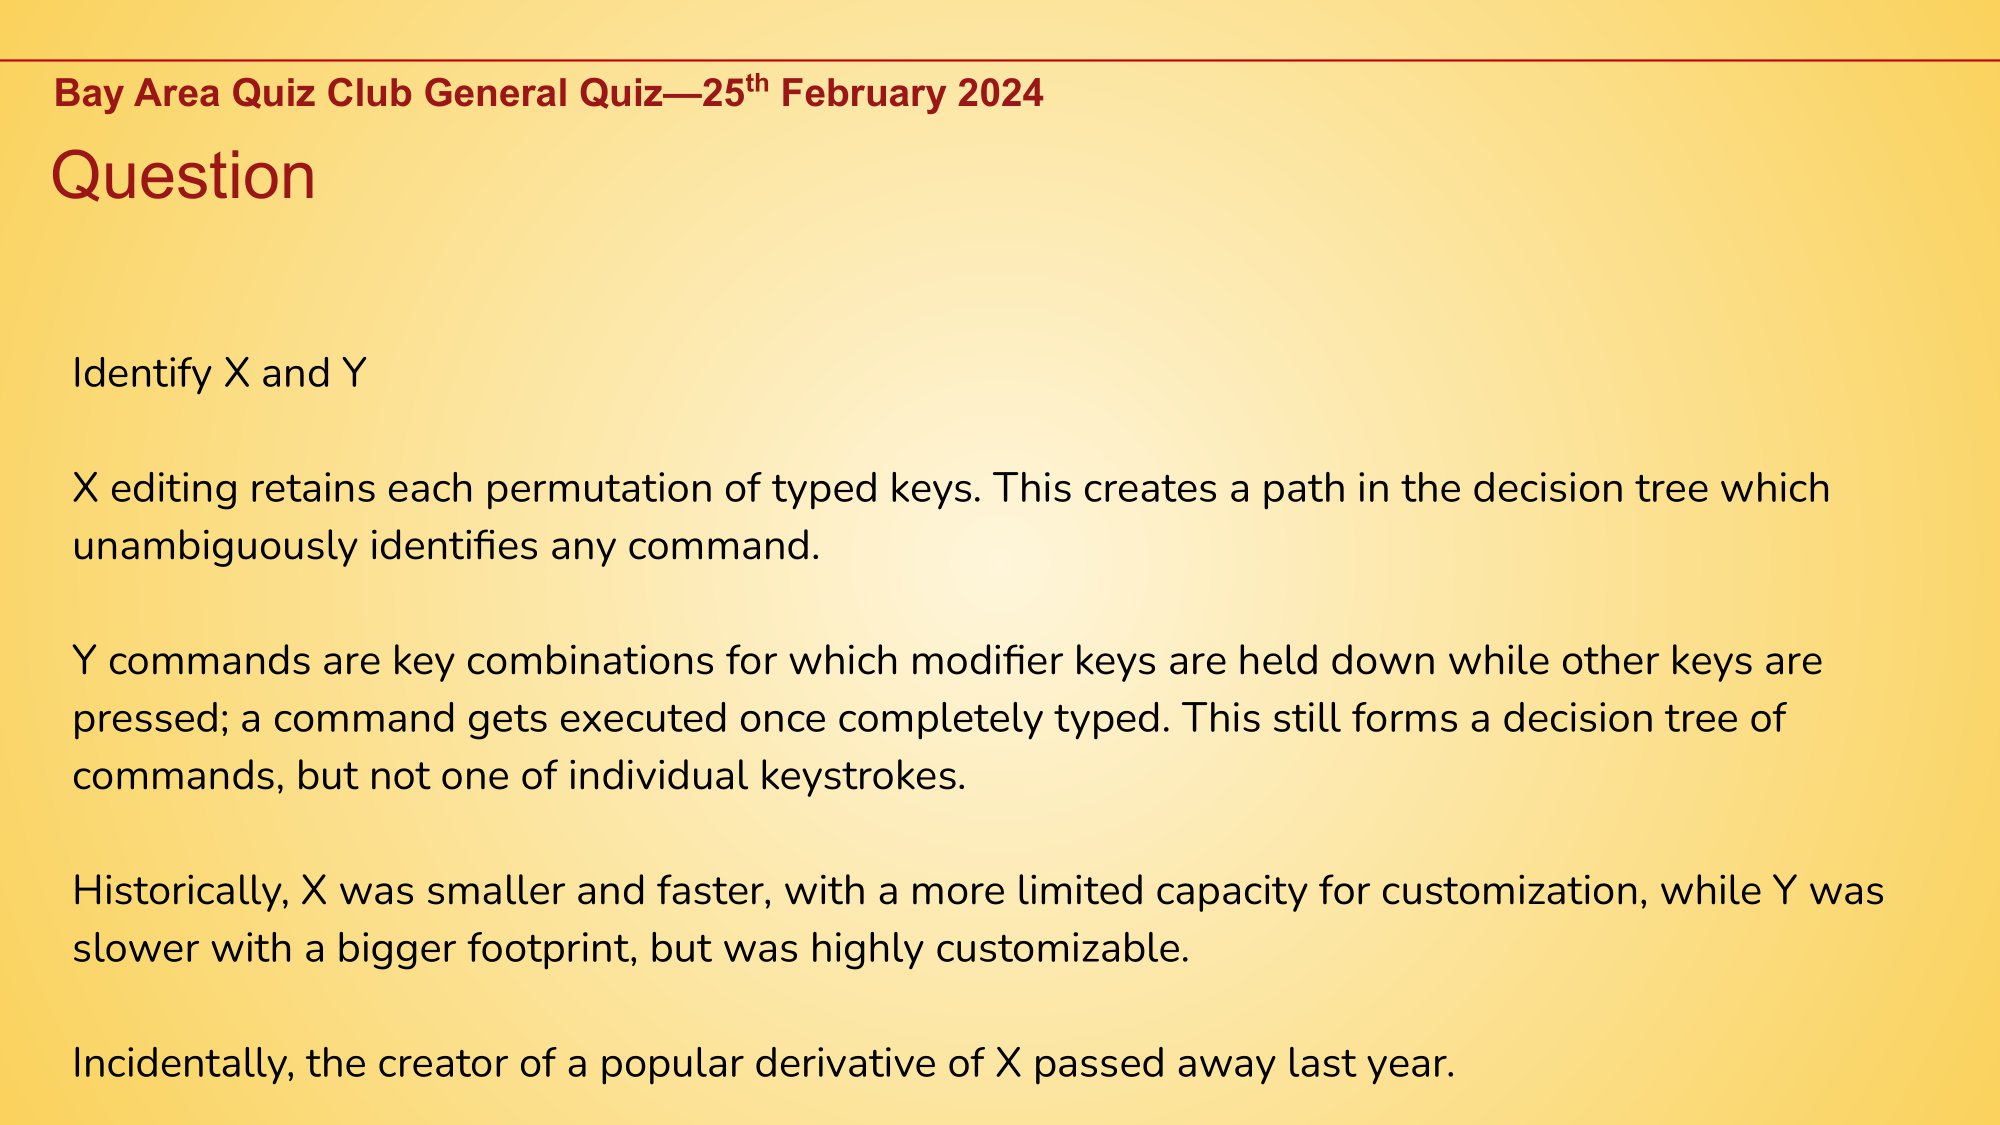 Bay Area Quiz Club General Quiz—25th February 2024
Question
Identify X and Y
X editing retains each permutation of typed keys. This creates a path in the decision tree which
unambiguously identifies any command.
Y commands are key combinations for which modifier keys are held down while other keys are
pressed; a command gets executed once completely typed. This still forms a decision tree of
commands, but not one of individual keystrokes.
Historically, X was smaller and faster, with a more limited capacity for customization, while Y was
slower with a bigger footprint, but was highly customizable.
Incidentally, the creator of a popular derivative of X passed away last year.